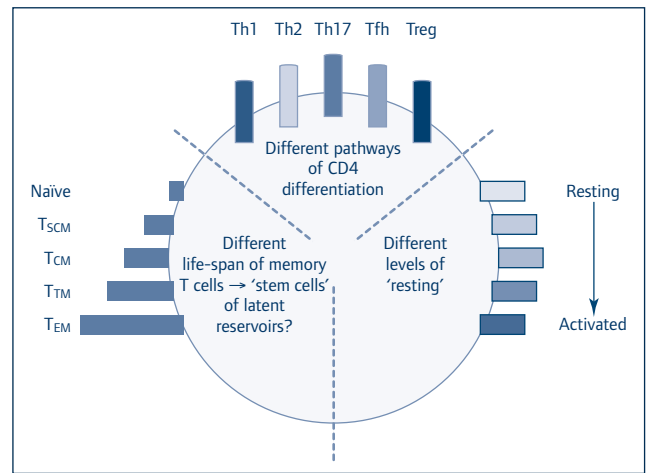 Th1 Th2 Th17 Tfh Treg
Different pathways
of CD4
differentiation
Naïve
TSCM
TCM
TTM
TEM
Different
life-span of memory
T cells → ‘stem cells’
of latent
reservoirs?
Different
levels of
‘resting’
Resting
Activated